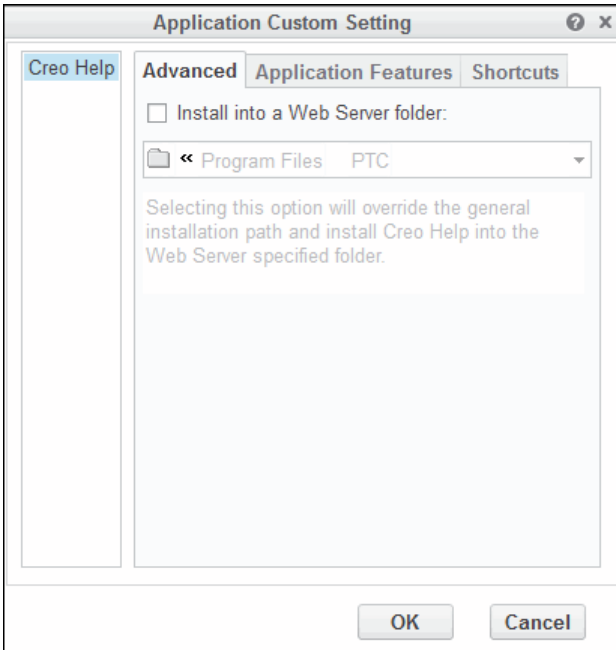 Application Custom Setting
Creo Help
Advanced Application Features Shortcuts
Install into a Web Server folder:
« Program Files PTC
Selecting this option will override the general
installation path and install Creo Help into the
Web Server specified folder.
OK Cancel